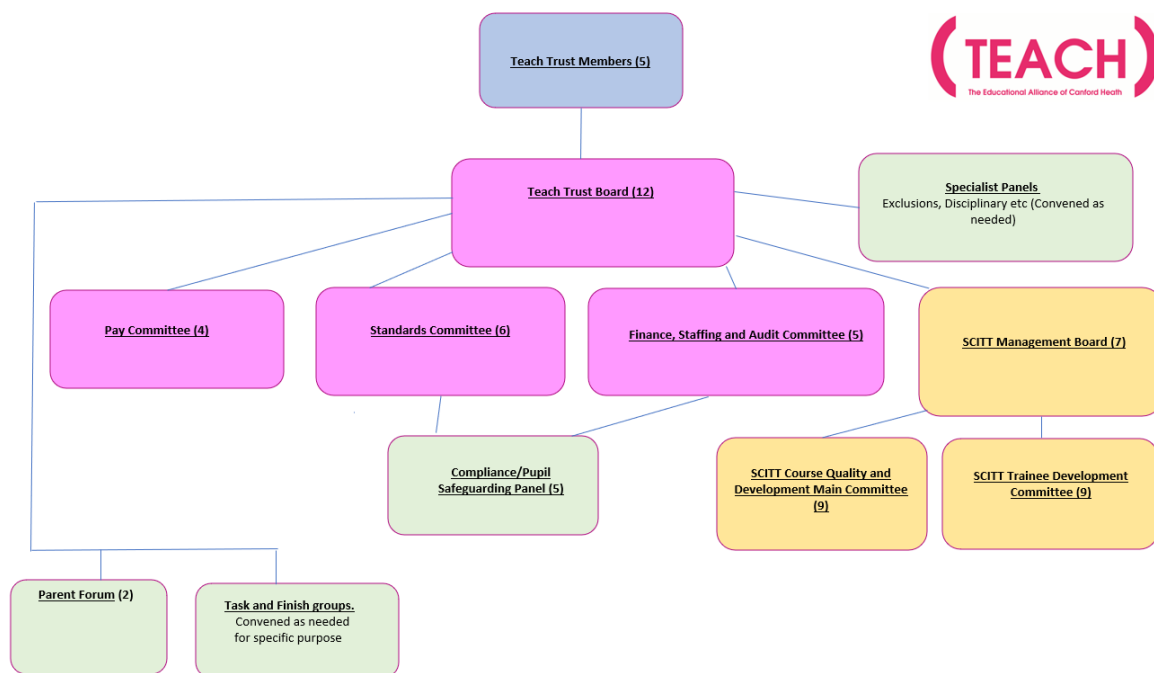 Teach Trust Members (5)
(TEACH)
The Educational Alliance of Canford Heath
Teach Trust Board (12)
Specialist Panels
Exclusions, Disciplinary etc (Convened as
needed)
Pay Committee (4)
Standards Committee (6)
Finance, Staffing and Audit Committee (5)
SCITT Management Board (7)
Compliance/Pupil
Safeguarding Panel (5)
SCITT Course Quality and
Development Main Committee
(9)
SCITT Trainee Development
Committee (9)
Parent Forum (2)
Task and Finish groups.
Convened as needed
for specific purpose